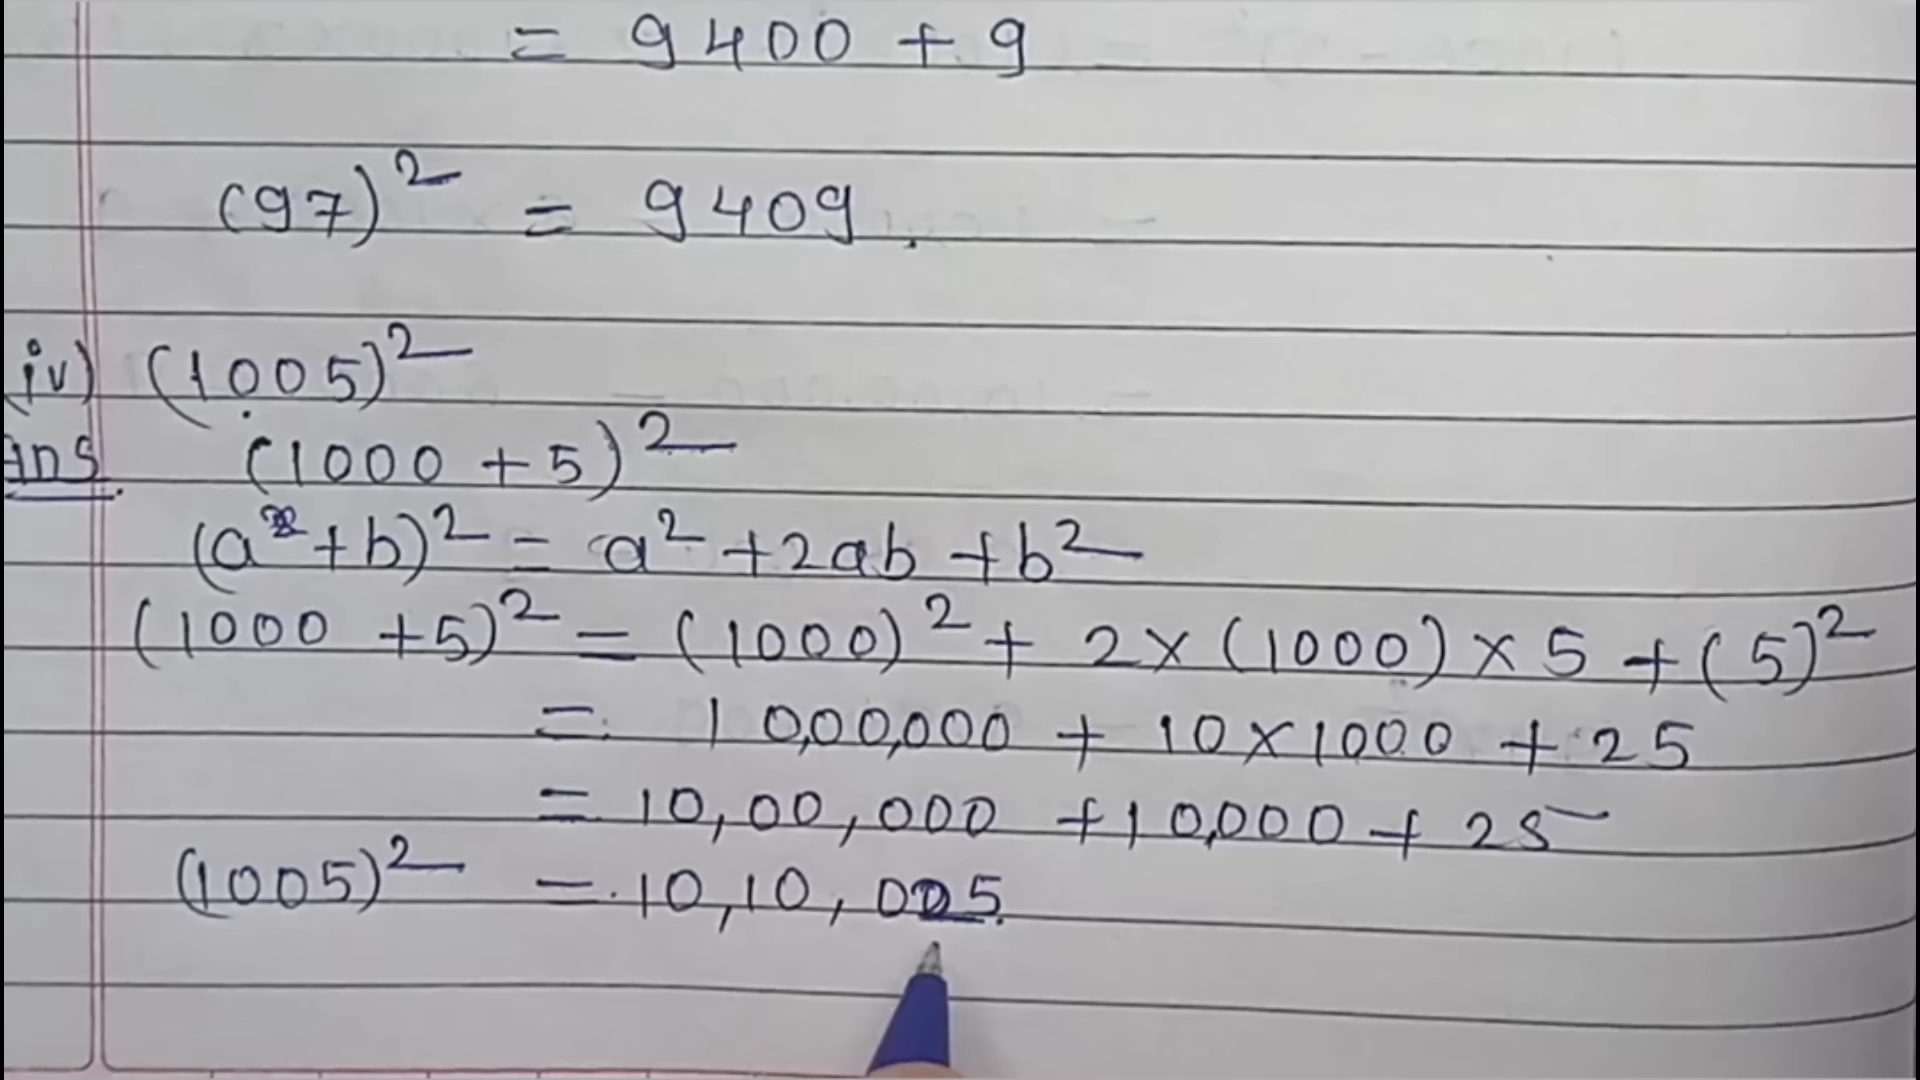 = 9400 + 9
(97)² = 9409.
iv) (1005)²
Ans. (1000 + 5)²
(a² + b)² = a² + 2ab + b²
(1000 + 5)² = (1000)² + 2 × (1000) × 5 + (5)²
= 10,00,000 + 10 × 1000 + 25
= 10,00,000 + 10,000 + 25
(1005)² = 10,10,025.